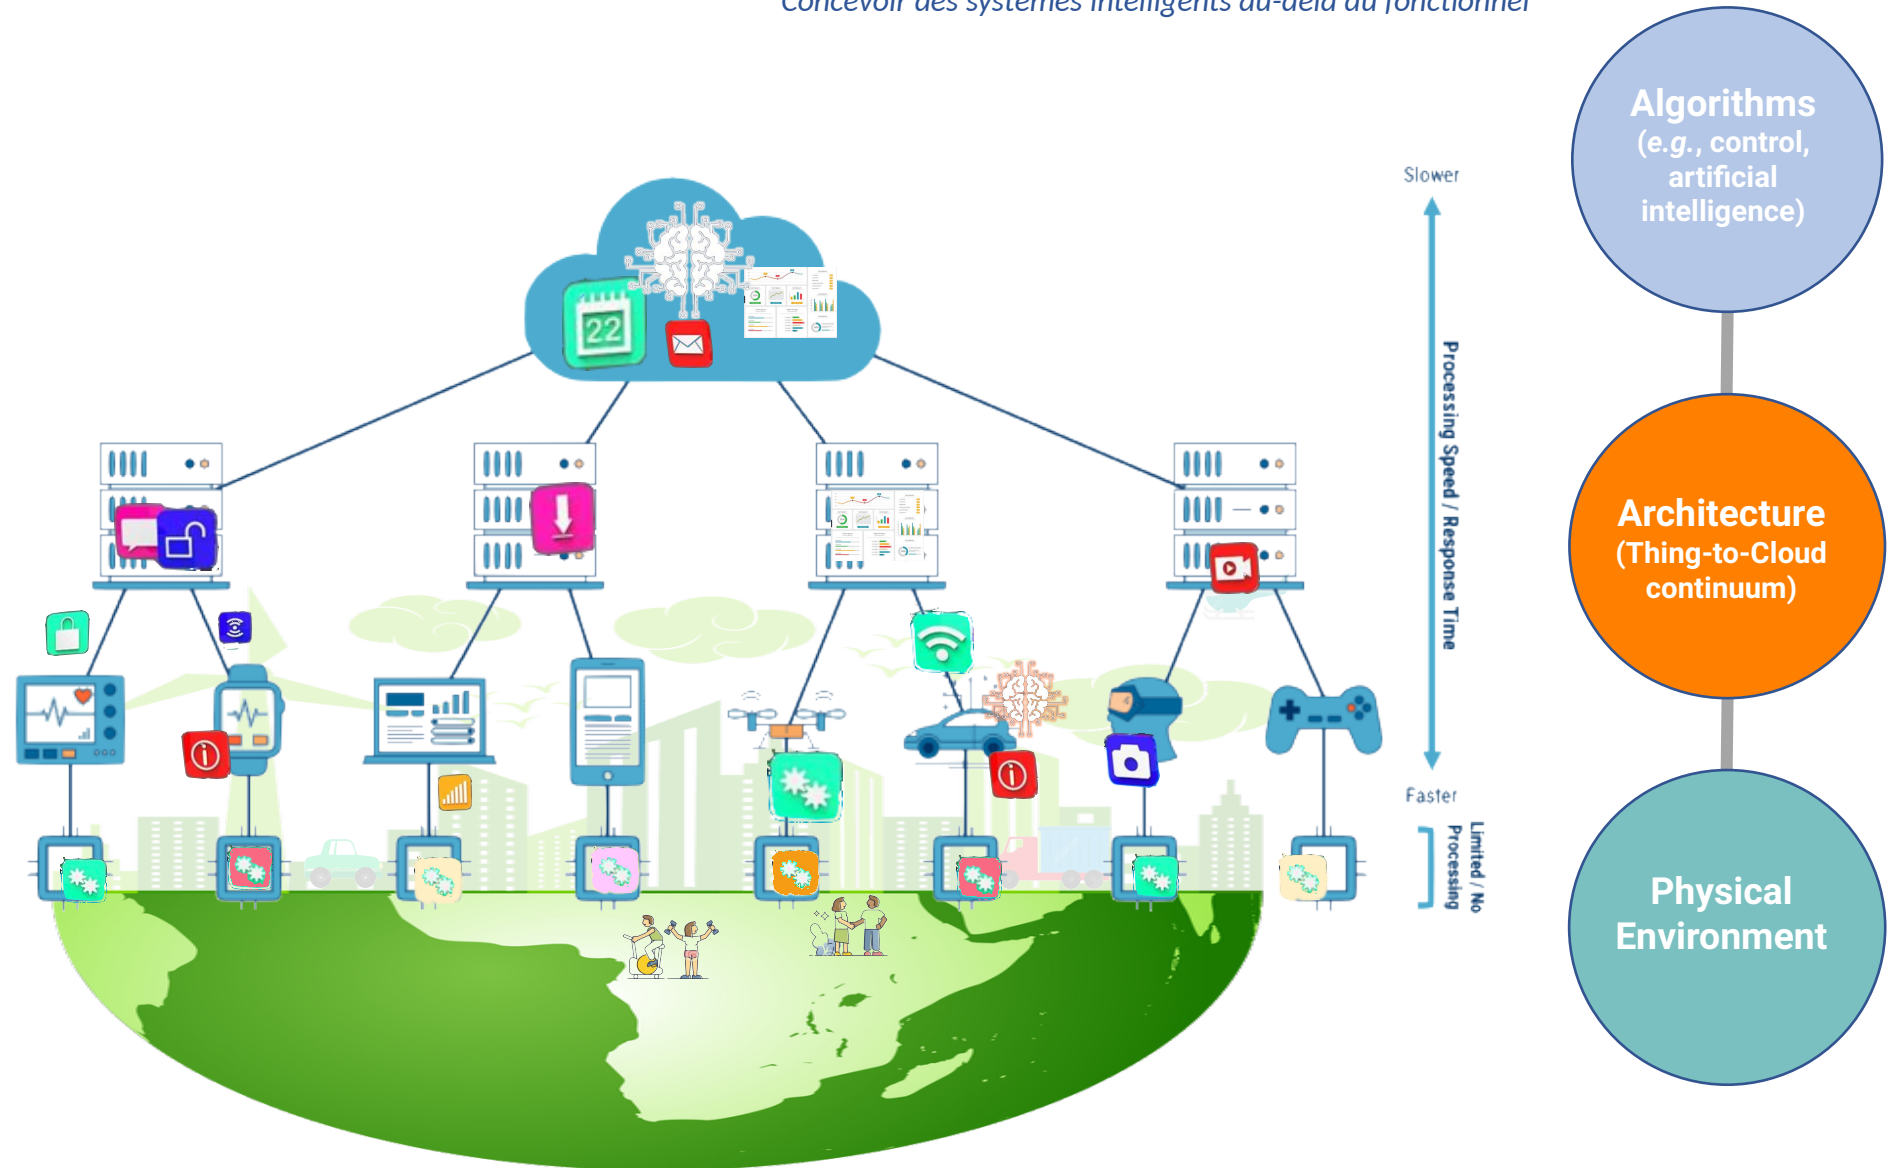 Concevoir des systèmes intelligents au-delà du fonctionnel
Algorithms
(e.g., control,
artificial
intelligence)
Slower
22
Processing Speed / Response Time
Architecture
(Thing-to-Cloud
continuum)
Faster
Limited / No
Processing
Physical
Environment